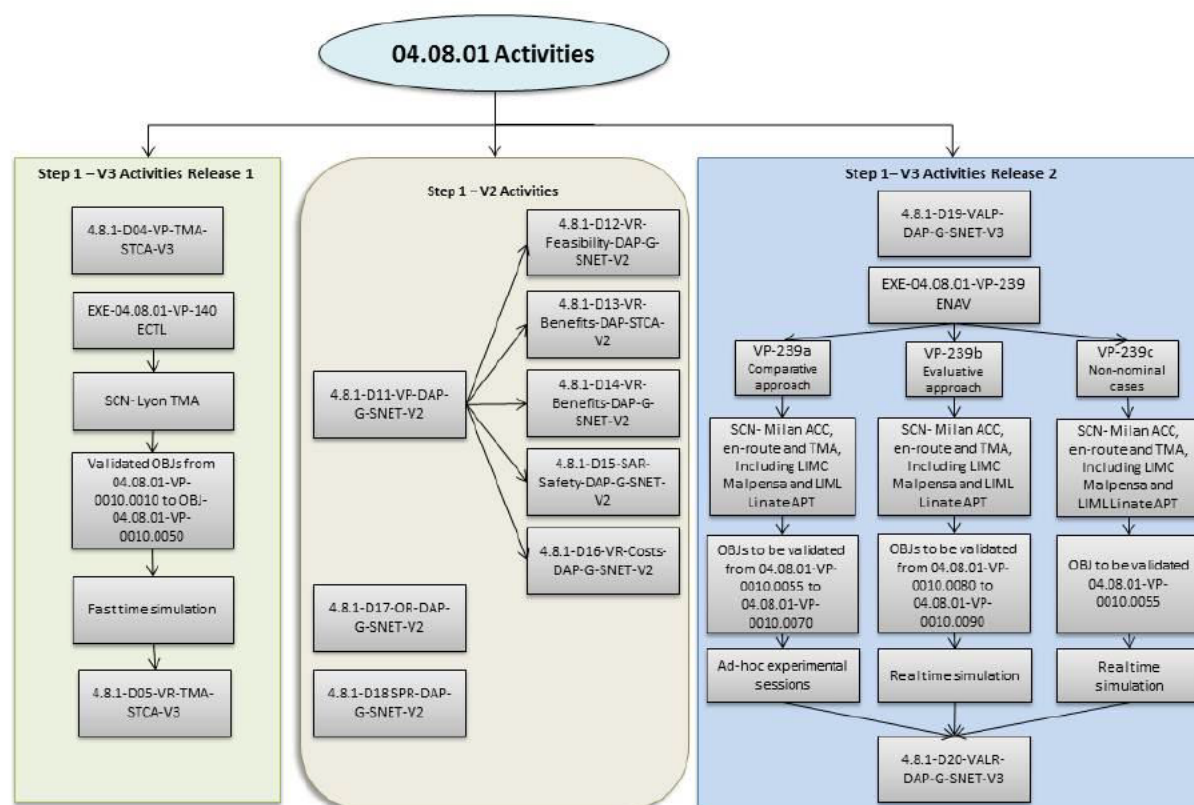 04.08.01 Activities
Step 1 – V3 Activities Release 1
4.8.1-D04-VP-TMA-
STCA-V3
EXE-04.08.01-VP-140
ECTL
SCN- Lyon TMA
Validated OBJs from
04.08.01-VP-
0010.0010 to OBJ-
04.08.01-VP-
0010.0050
Fast time simulation
4.8.1-D05-VR-TMA-
STCA-V3
Step 1 – V2 Activities
4.8.1-D11-VP-DAP-
G-SNET-V2
4.8.1-D12-VR-
Feasibility-DAP-G-
SNET-V2
4.8.1-D13-VR-
Benefits-DAP-STCA-
V2
4.8.1-D14-VR-
Benefits-DAP-G-
SNET-V2
4.8.1-D15-SAR-
Safety-DAP-G-SNET-
V2
4.8.1-D16-VR-Costs-
DAP-G-SNET-V2
4.8.1-D17-OR-DAP-
G-SNET-V2
4.8.1-D18 SPR-DAP-
G-SNET-V2
Step 1 – V3 Activities Release 2
4.8.1-D19-VALP-
DAP-G-SNET-V3
EXE-04.08.01-VP-239
ENAV
VP-239a
Comparative
approach
SCN- Milan ACC,
en-route and TMA,
Including LIMC
Malpensa and LIML
Linate APT
OBJs to be validated
from 04.08.01-VP-
0010.0055 to
04.08.01-VP-
0010.0070
Ad-hoc experimental
sessions
VP-239b
Evaluative
approach
SCN- Milan ACC,
en-route and TMA,
Including LIMC
Malpensa and LIML
Linate APT
OBJs to be validated
from 04.08.01-VP-
0010.0080 to
04.08.01-VP-
0010.0090
Real time simulation
VP-239c
Non-nominal
cases
SCN- Milan ACC,
en-route and TMA,
Including LIMC
Malpensa and
LIML Linate APT
OBJ to be validated
04.08.01-VP-
0010.0055
Real time
simulation
4.8.1-D20-VALR-
DAP-G-SNET-V3